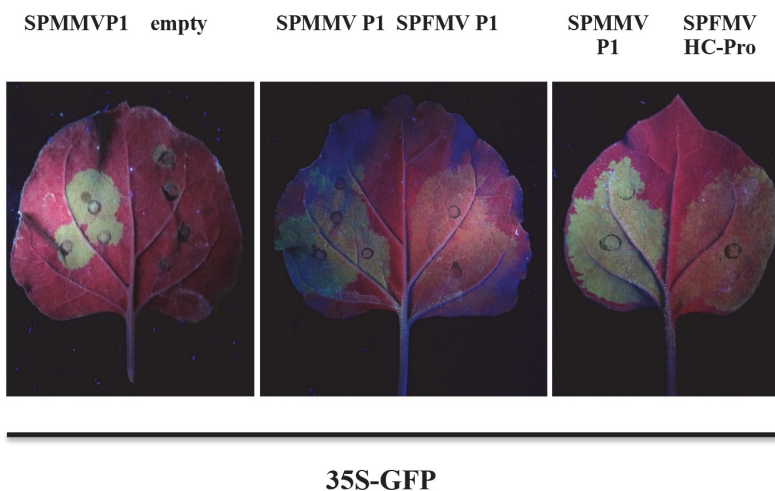 SPMMVP1 empty
SPMMV P1 SPFMV P1
SPMMV SPFMV
P1 HC-Pro
35S-GFP